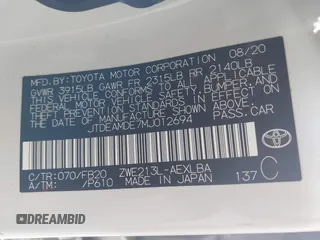 MFD. BY: TOYOTA MOTOR CORPORATION 08/20
GVWR 3915LB GAWR FR 2315LB RR 2140LB
THIS VEHICLE CONFORMS TO ALL APPLICABLE
FEDERAL MOTOR VEHICLE SAFETY, BUMPER, AND
THEFT PREVENTION STANDARDS IN EFFECT ON
THE DATE OF MANUFACTURE SHOWN ABOVE.
JTDEAMDE7MJ012694
PASS. CAR
C/TR: 070/FB20 ZWE213L-AEXLBA
A/TM: /P610 MADE IN JAPAN 137 C
TOYOTA
DREAMBID.COM